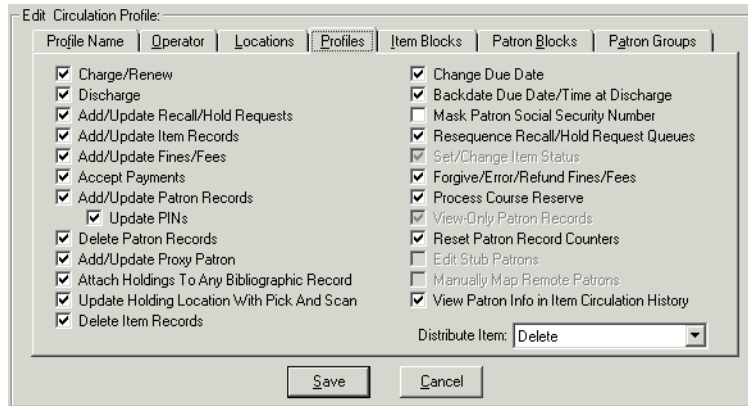 Edit Circulation Profile:
Profile Name
Operator
Locations
Profiles
Item Blocks
Patron Blocks
Patron Groups
Charge/Renew
Discharge
Add/Update Recall/Hold Requests
Add/Update Item Records
Add/Update Fines/Fees
Accept Payments
Add/Update Patron Records
Update PINs
Delete Patron Records
Add/Update Proxy Patron
Attach Holdings To Any Bibliographic Record
Update Holding Location With Pick And Scan
Delete Item Records
Change Due Date
Backdate Due Date/Time at Discharge
Mask Patron Social Security Number
Resequence Recall/Hold Request Queues
Set/Change Item Status
Forgive/Error/Refund Fines/Fees
Process Course Reserve
View-Only Patron Records
Reset Patron Record Counters
Edit Stub Patrons
Manually Map Remote Patrons
View Patron Info in Item Circulation History
Distribute Item: Delete
Save
Cancel